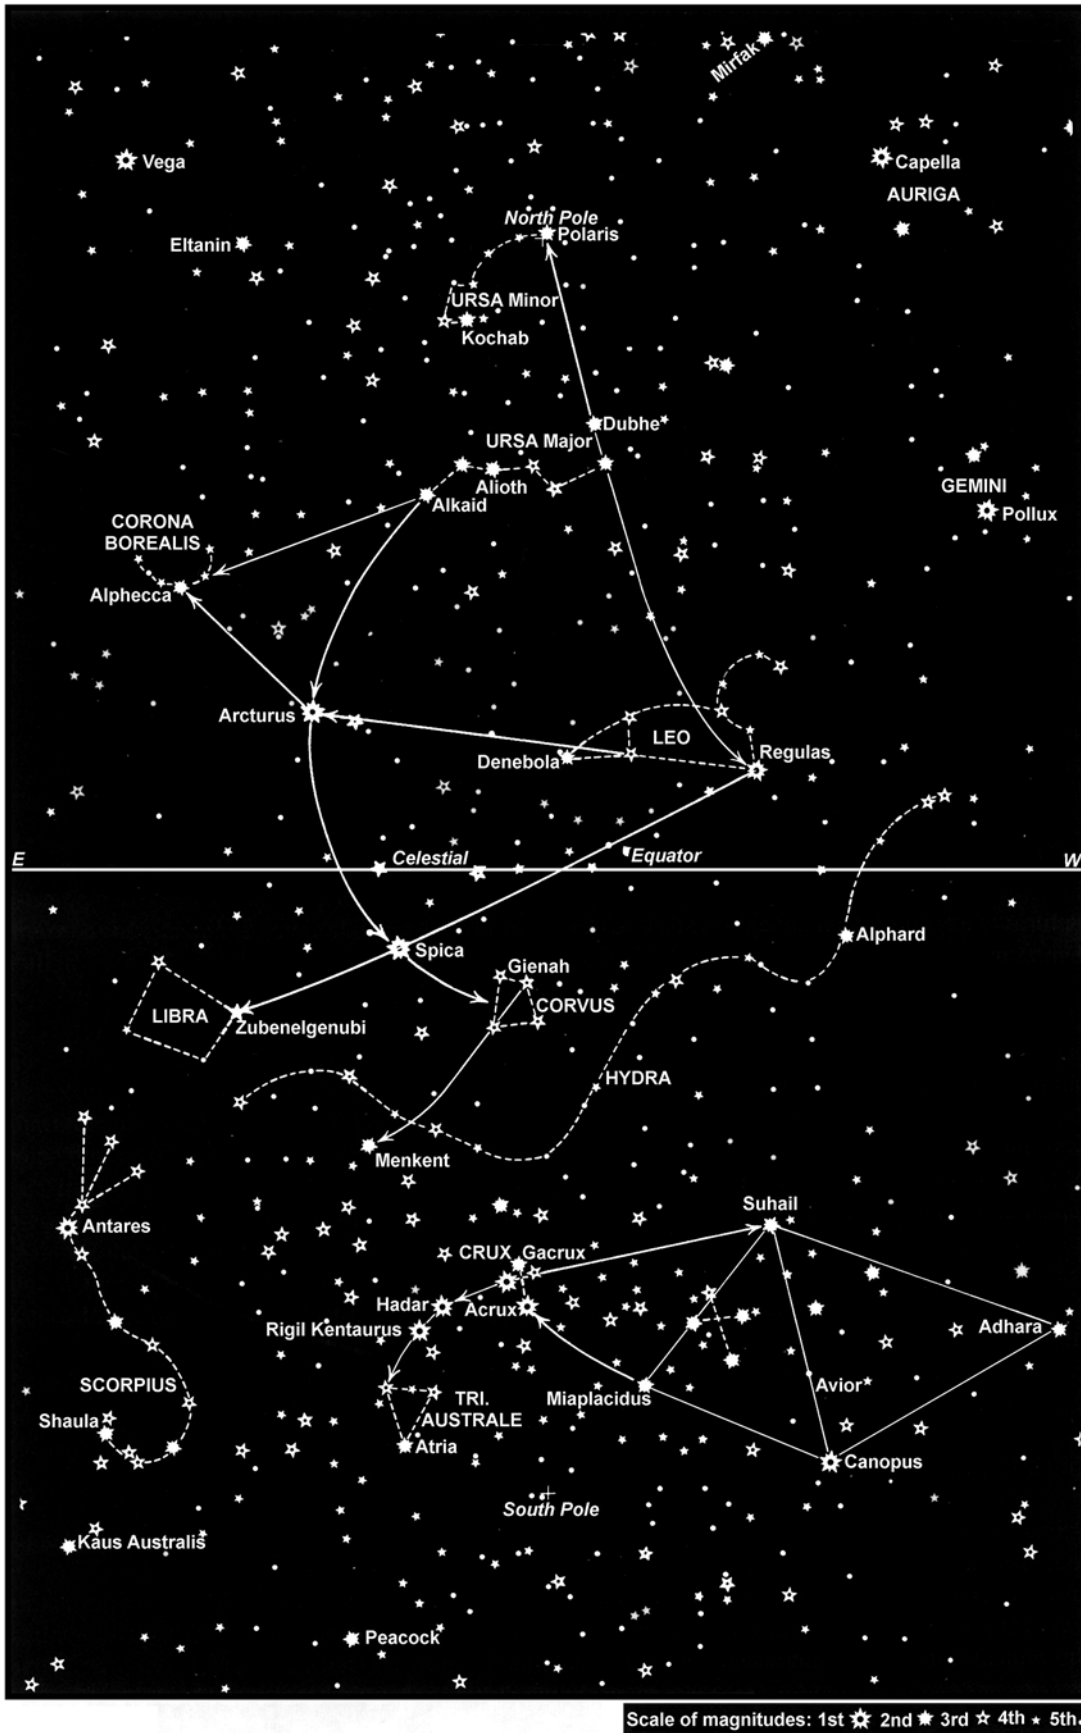 Mirfak
Vega
Capella
AURIGA
North Pole
Polaris
Eltanin
URSA Minor
Kochab
Dubhe
URSA Major
Alioth
Alkaid
GEMINI
Pollux
CORONA
BOREALIS
Alphecca
Arcturus
LEO
Denebola
Regulas
E
Celestial
Equator
W
Spica
Alphard
Gienah
CORVUS
LIBRA
Zubenelgenubi
HYDRA
Menkent
Suhail
Antares
CRUX Gacrux
Hadar
Acrux
Rigil Kentaurus
Adhara
SCORPIUS
TRI.
AUSTRALE
Miaplacidus
Avior
Shaula
Atria
Canopus
South Pole
Kaus Australis
Peacock
Scale of magnitudes: 1st 2nd 3rd 4th 5th